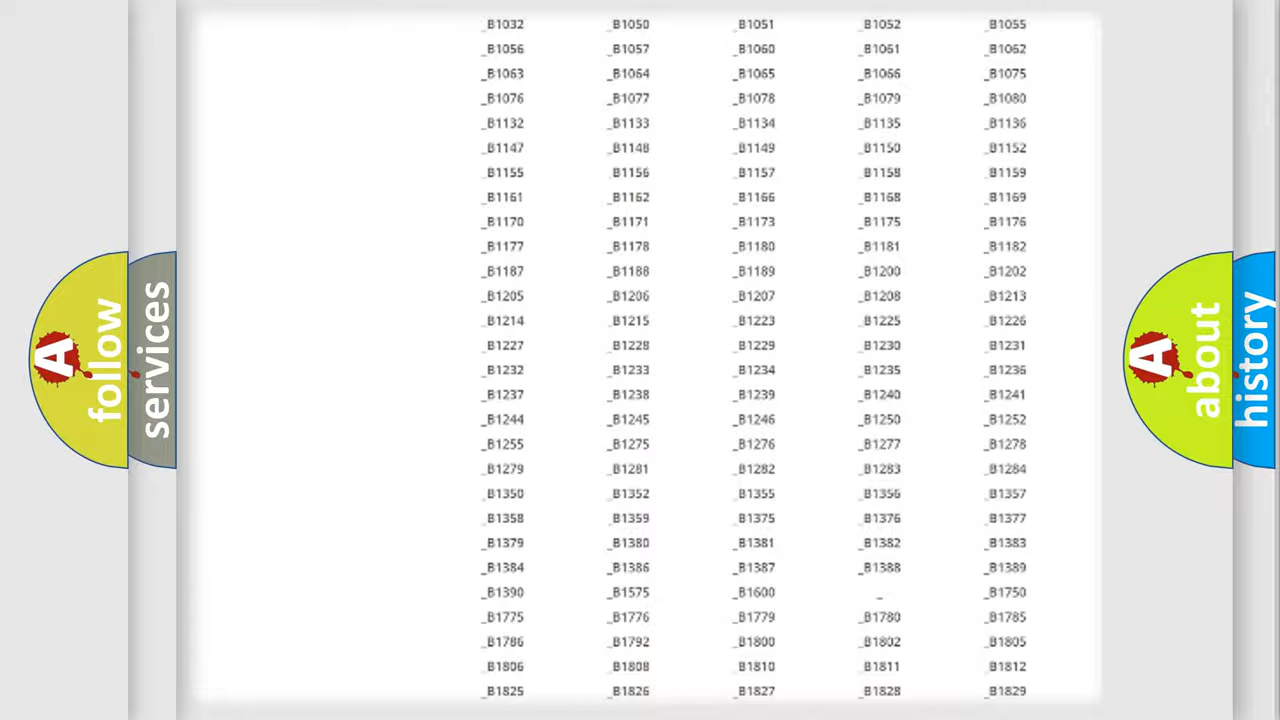 _B1032 _B1050 _B1051 _B1052 _B1055
_B1056 _B1057 _B1060 _B1061 _B1062
_B1063 _B1064 _B1065 _B1066 _B1075
_B1076 _B1077 _B1078 _B1079 _B1080
_B1132 _B1133 _B1134 _B1135 _B1136
_B1147 _B1148 _B1149 _B1150 _B1152
_B1155 _B1156 _B1157 _B1158 _B1159
_B1161 _B1162 _B1166 _B1168 _B1169
_B1170 _B1171 _B1173 _B1175 _B1176
_B1177 _B1178 _B1180 _B1181 _B1182
_B1187 _B1188 _B1189 _B1200 _B1202
_B1205 _B1206 _B1207 _B1208 _B1213
_B1214 _B1215 _B1223 _B1225 _B1226
_B1227 _B1228 _B1229 _B1230 _B1231
_B1232 _B1233 _B1234 _B1235 _B1236
_B1237 _B1238 _B1239 _B1240 _B1241
_B1244 _B1245 _B1246 _B1250 _B1252
_B1255 _B1275 _B1276 _B1277 _B1278
_B1279 _B1281 _B1282 _B1283 _B1284
_B1350 _B1352 _B1355 _B1356 _B1357
_B1358 _B1359 _B1375 _B1376 _B1377
_B1379 _B1380 _B1381 _B1382 _B1383
_B1384 _B1386 _B1387 _B1388 _B1389
_B1390 _B1575 _B1600 _ _B1750
_B1775 _B1776 _B1779 _B1780 _B1785
_B1786 _B1792 _B1800 _B1802 _B1805
_B1806 _B1808 _B1810 _B1811 _B1812
_B1825 _B1826 _B1827 _B1828 _B1829
A follow
services
A about
history